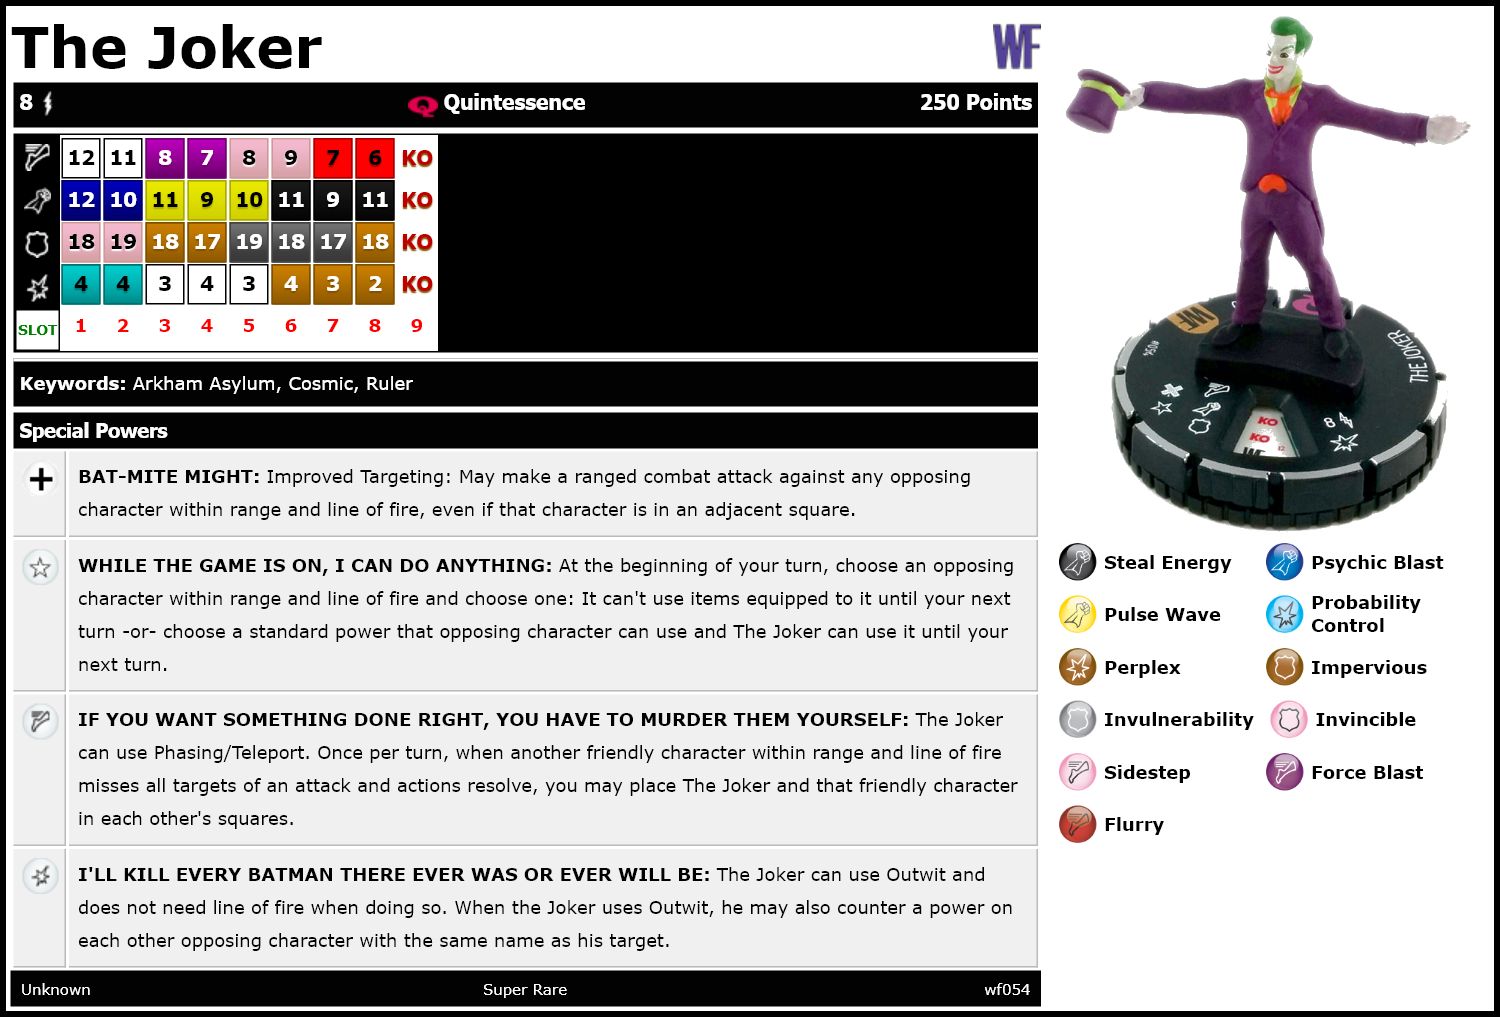 The Joker
WF
8 Quintessence 250 Points
12 11 8 7 8 9 7 6 KO
12 10 11 9 10 11 9 11 KO
18 19 18 17 19 18 17 18 KO
4 4 3 4 3 4 3 2 KO
SLOT 1 2 3 4 5 6 7 8 9
Keywords: Arkham Asylum, Cosmic, Ruler
Special Powers
BAT-MITE MIGHT: Improved Targeting: May make a ranged combat attack against any opposing
character within range and line of fire, even if that character is in an adjacent square.
WHILE THE GAME IS ON, I CAN DO ANYTHING: At the beginning of your turn, choose an opposing
character within range and line of fire and choose one: It can't use items equipped to it until your next
turn -or- choose a standard power that opposing character can use and The Joker can use it until your
next turn.
IF YOU WANT SOMETHING DONE RIGHT, YOU HAVE TO MURDER THEM YOURSELF: The Joker
can use Phasing/Teleport. Once per turn, when another friendly character within range and line of fire
misses all targets of an attack and actions resolve, you may place The Joker and that friendly character
in each other's squares.
I'LL KILL EVERY BATMAN THERE EVER WAS OR EVER WILL BE: The Joker can use Outwit and
does not need line of fire when doing so. When the Joker uses Outwit, he may also counter a power on
each other opposing character with the same name as his target.
Unknown Super Rare wf054
WF
#054
THE JOKER
8
KO
KO
12
WF
Steal Energy Psychic Blast
Pulse Wave Probability
Control
Perplex Impervious
Invulnerability Invincible
Sidestep Force Blast
Flurry